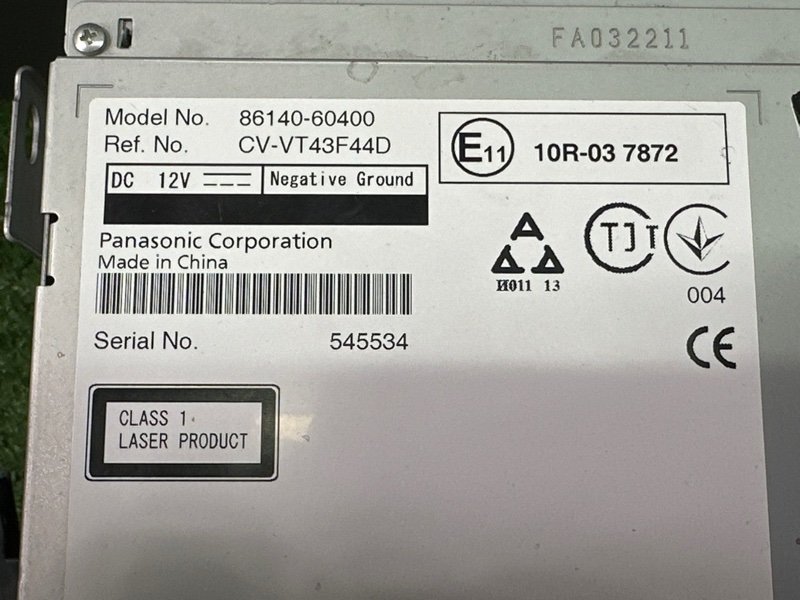 FA032211
Model No. 86140-60400
Ref. No. CV-VT43F44D
DC 12V Negative Ground
E11 10R-03 7872
Panasonic Corporation
Made in China
Serial No. 545534
A
И011 13
004
CE
CLASS 1
LASER PRODUCT